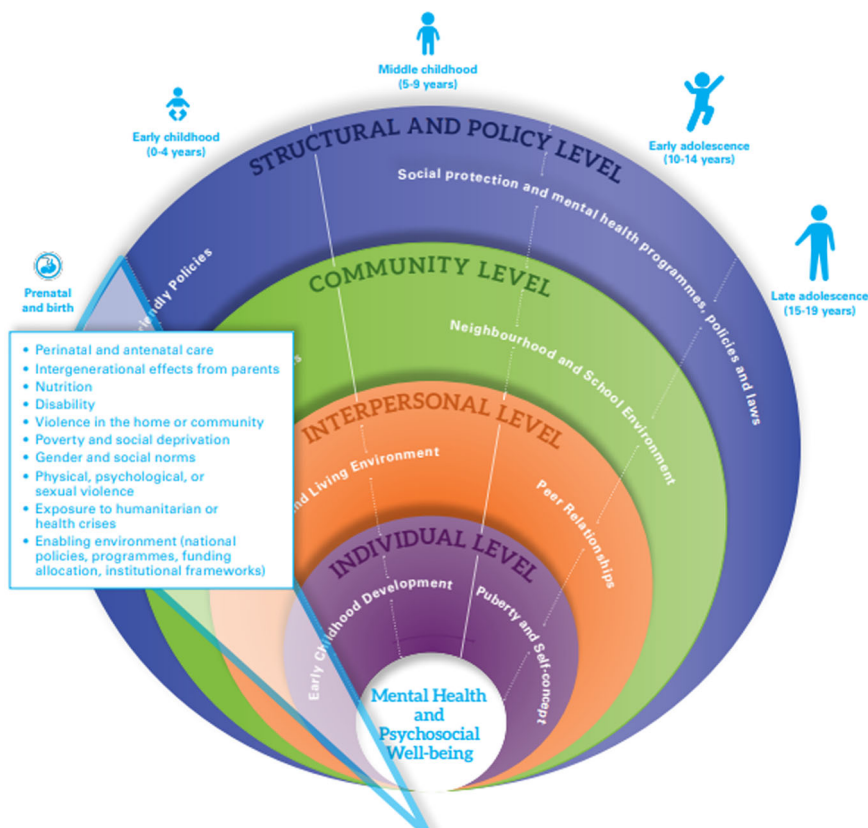 Middle childhood
(5-9 years)
Early childhood
(0-4 years)
Early adolescence
(10-14 years)
Prenatal
and birth
Late adolescence
(15-19 years)
STRUCTURAL AND POLICY LEVEL
Social protection and mental health programmes, policies and laws
Policies
COMMUNITY LEVEL
Neighbourhood and School Environment
INTERPERSONAL LEVEL
Living Environment
Peer Relationships
INDIVIDUAL LEVEL
Early Childhood Development
Puberty and Self-concept
Mental Health
and
Psychosocial
Well-being
• Perinatal and antenatal care
• Intergenerational effects from parents
• Nutrition
• Disability
• Violence in the home or community
• Poverty and social deprivation
• Gender and social norms
• Physical, psychological, or
sexual violence
• Exposure to humanitarian or
health crises
• Enabling environment (national
policies, programmes, funding
allocation, institutional frameworks)